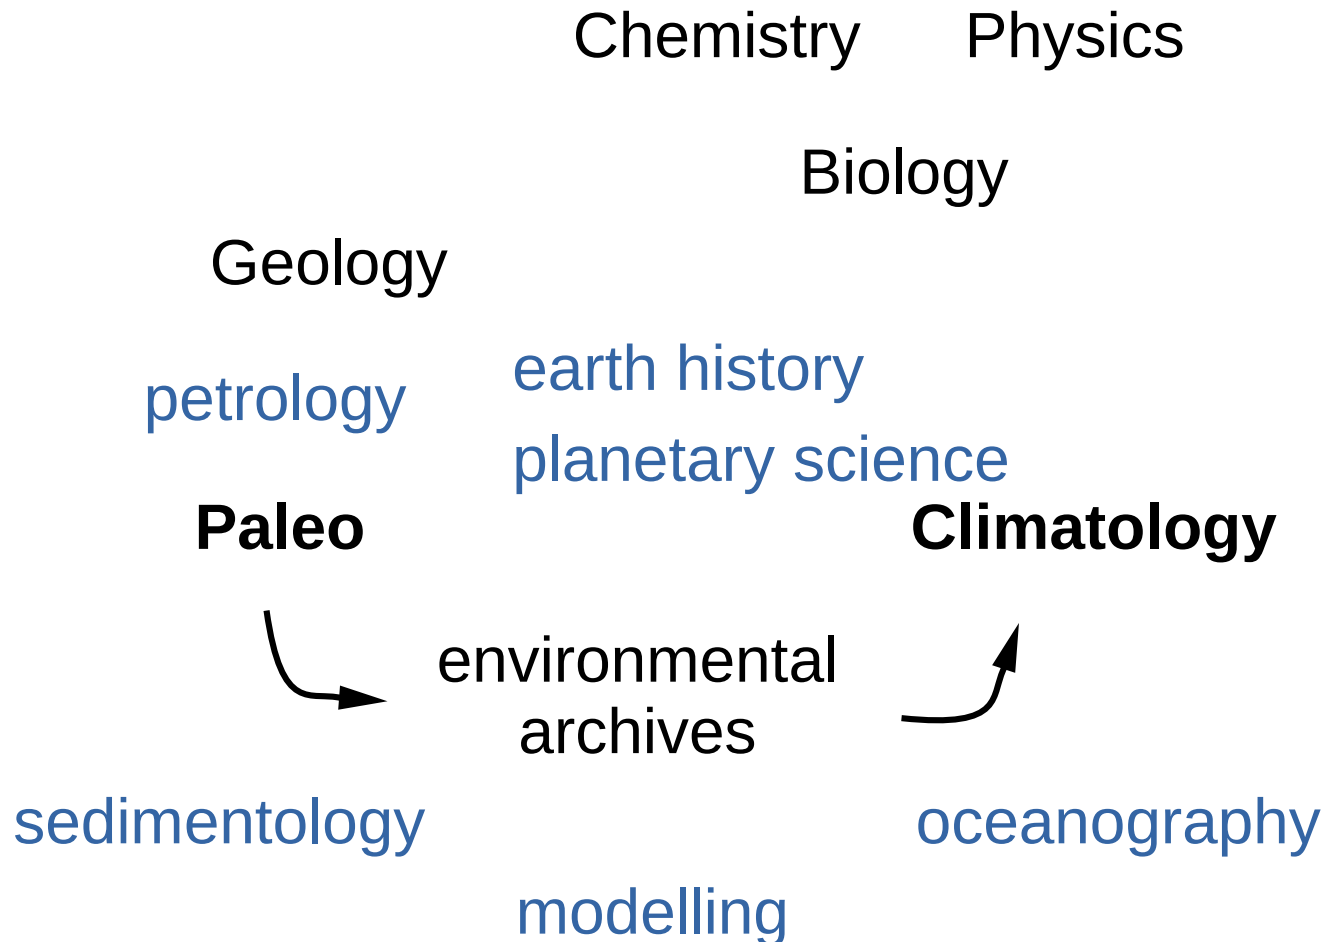 Chemistry Physics
Biology
Geology
earth history
petrology
planetary science
Paleo Climatology
environmental
archives
sedimentology oceanography
modelling